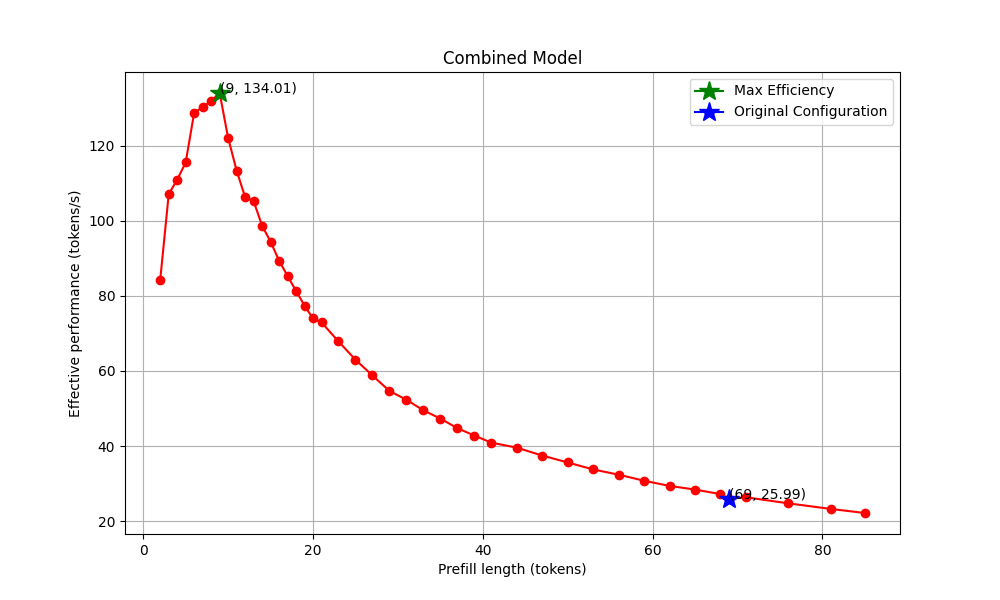 Combined Model
(9, 134.01)
Max Efficiency
Original Configuration
Effective performance (tokens/s)
120
100
80
60
40
20
(69, 25.99)
0
20
40
60
80
Prefill length (tokens)